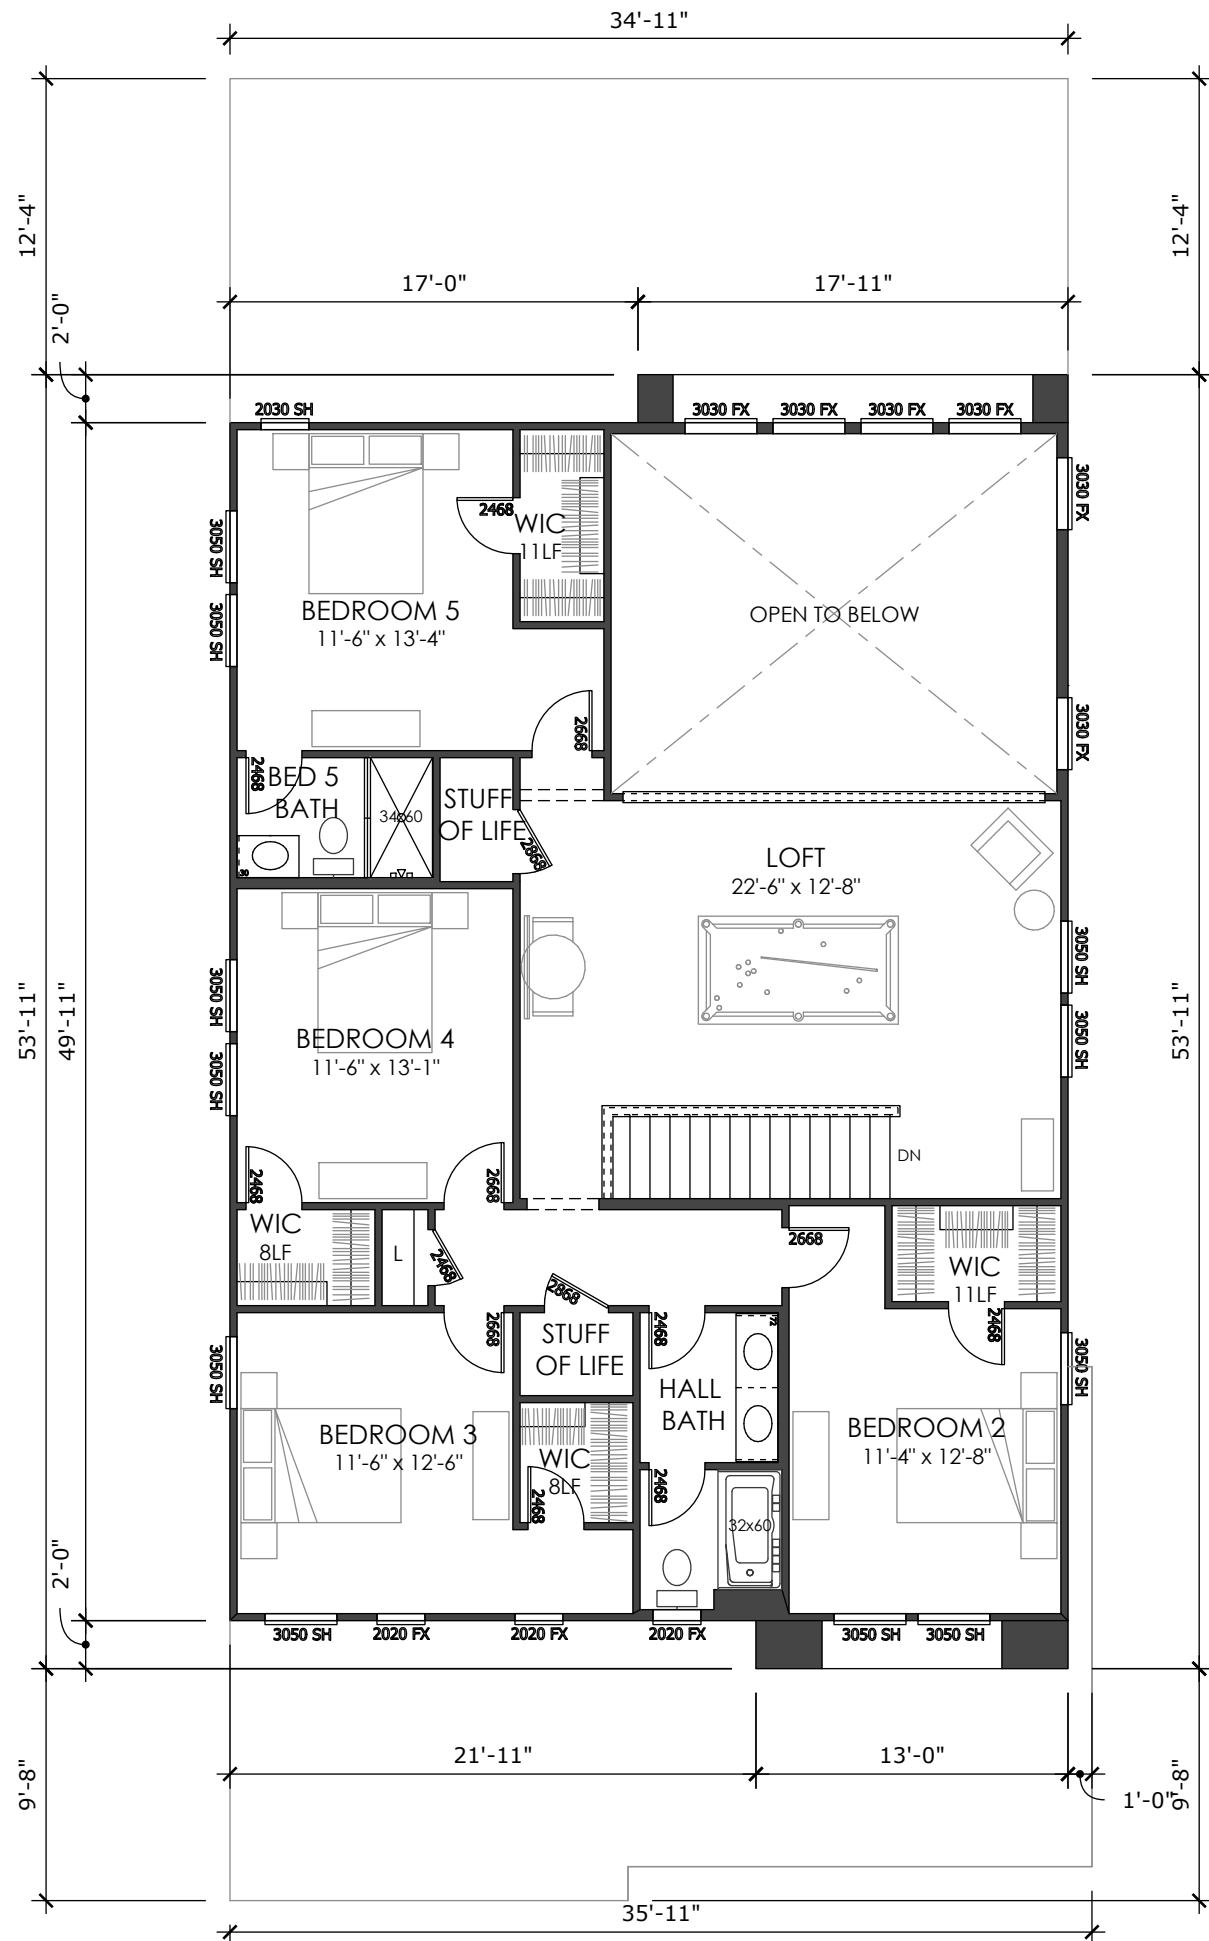 34'-11"
12'-4"
12'-4"
17'-0"
17'-11"
2'-0"
2030 SH
3030 FX
3030 FX
3030 FX
3030 FX
3030 FX
2468
WIC
11LF
3050 SH
3050 SH
BEDROOM 5
11'-6" x 13'-4"
OPEN TO BELOW
2668
3030 FX
2468
BED 5
BATH
34x60
30
STUFF
OF LIFE
2868
LOFT
22'-6" x 12'-8"
3050 SH
3050 SH
3050 SH
3050 SH
53'-11"
49'-11"
53'-11"
BEDROOM 4
11'-6" x 13'-1"
DN
2468
2668
WIC
8LF
L
2468
2668
WIC
11LF
2868
2668
2468
72
2468
STUFF
OF LIFE
3050 SH
3050 SH
HALL
BATH
BEDROOM 3
11'-6" x 12'-6"
WIC
8LF
2468
2468
BEDROOM 2
11'-4" x 12'-8"
32x60
2'-0"
3050 SH
2020 FX
2020 FX
2020 FX
3050 SH
3050 SH
21'-11"
13'-0"
1'-0"
9'-8"
9'-8"
35'-11"